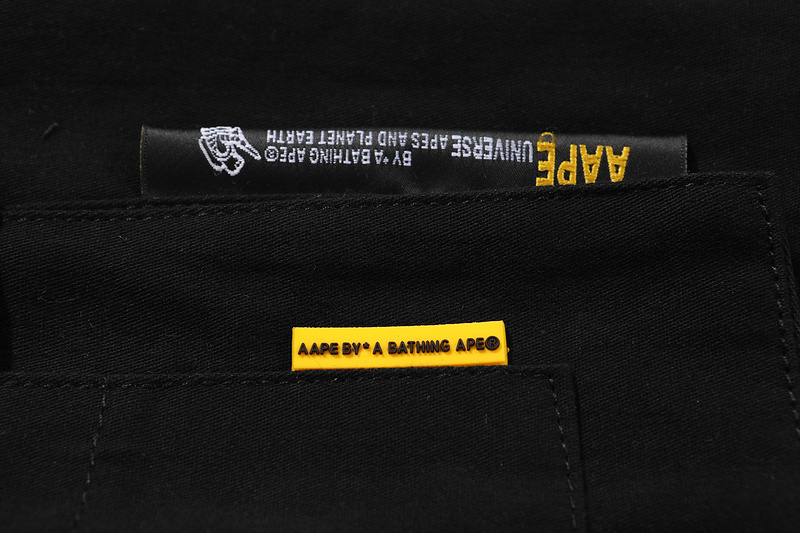 AAPE
UNIVERSE
BY*A BATHING APE®
APES AND PLANET EARTH
AAPE BY*A BATHING APE®